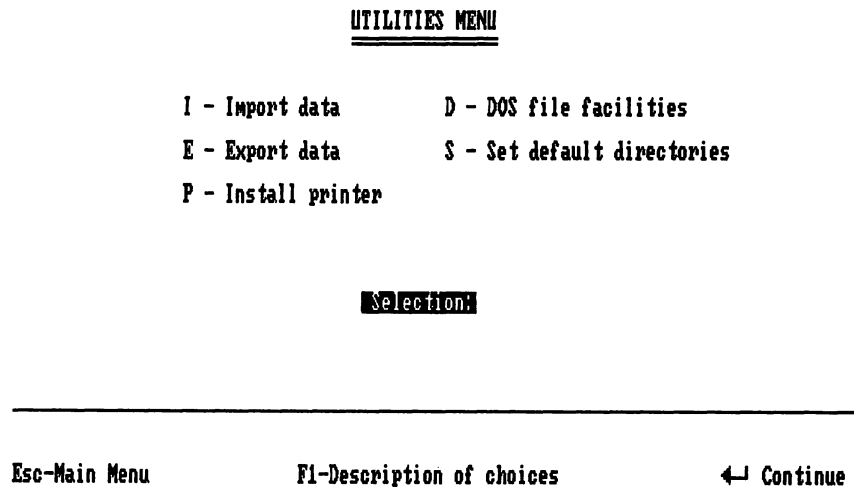 UTILITIES MENU
I - Import data D - DOS file facilities
E - Export data S - Set default directories
P - Install printer
Selection:
Esc-Main Menu F1-Description of choices ↵ Continue